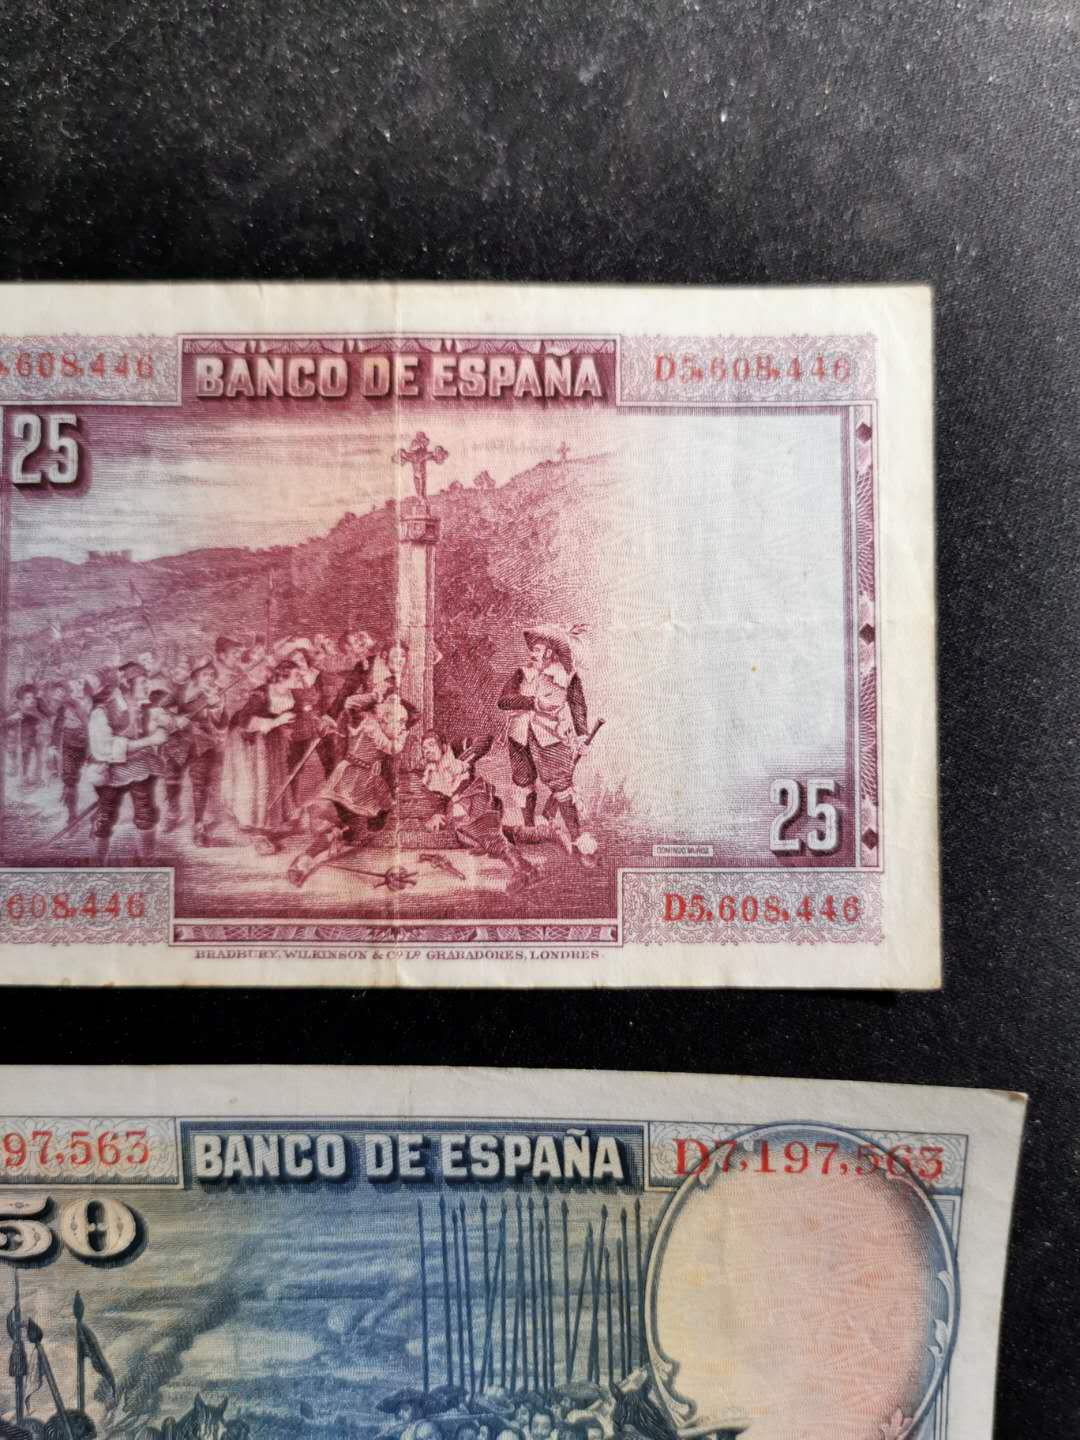 .608.446 BANCO DE ESPAÑA D5,608,446
25
25
DOMINGO MUÑOZ
608,446 D5,608,446
BRADBURY, WILKINSON & Cº Lº GRABADORES, LONDRES.
97,563 BANCO DE ESPAÑA D7,197,563
50